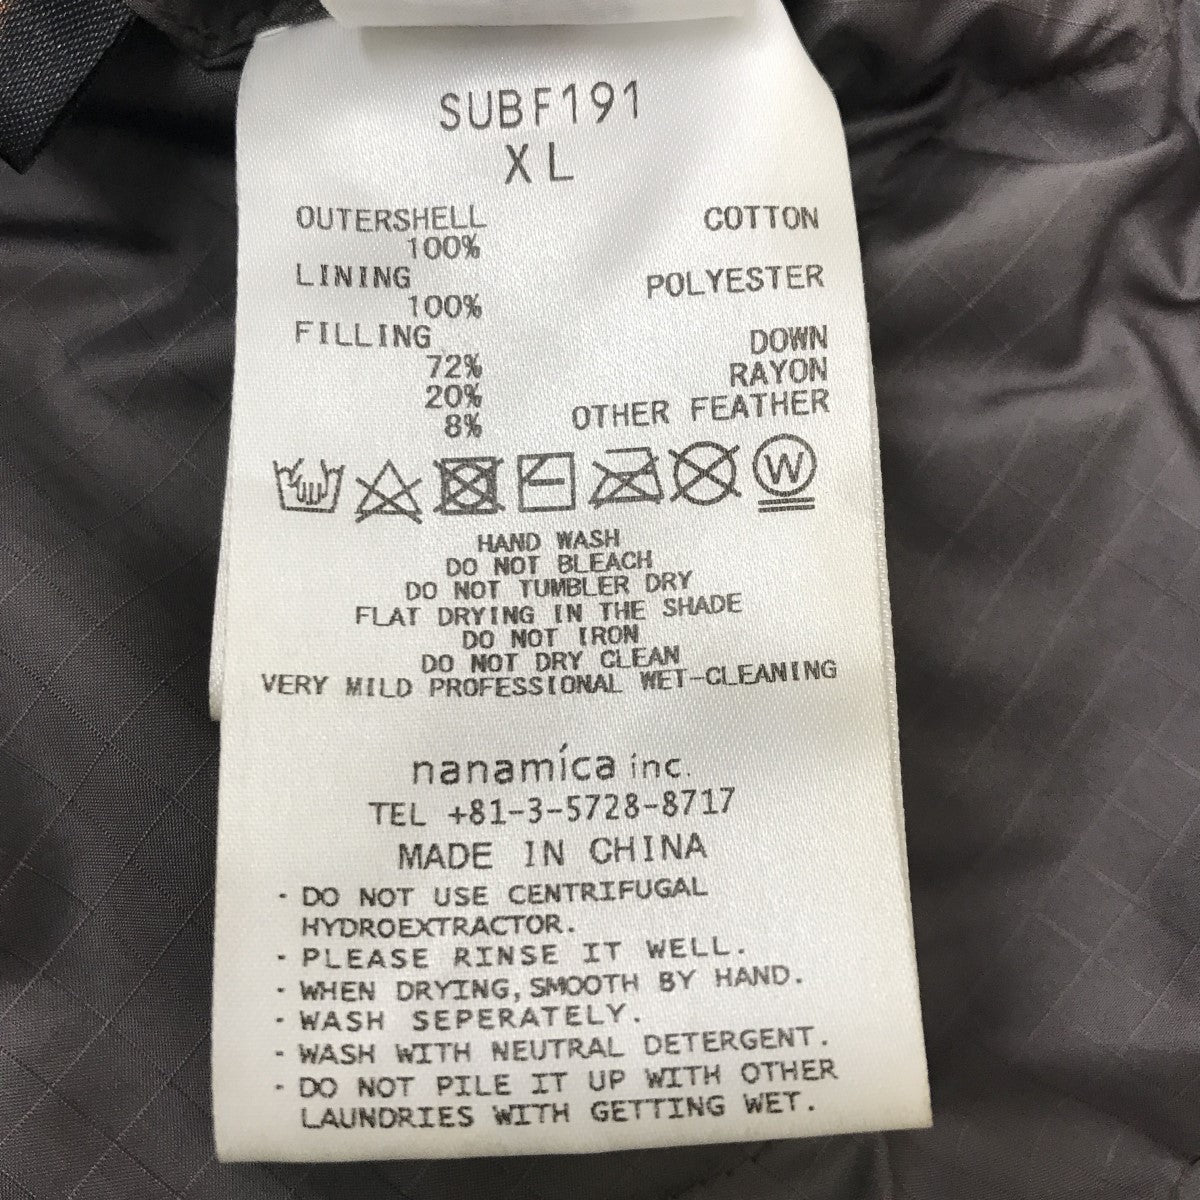 SUBF191
XL
OUTERSHELL COTTON
100%
LINING POLYESTER
100%
FILLING DOWN
72% RAYON
20% OTHER FEATHER
8%
W
HAND WASH
DO NOT BLEACH
DO NOT TUMBLER DRY
FLAT DRYING IN THE SHADE
DO NOT IRON
DO NOT DRY CLEAN
VERY MILD PROFESSIONAL WET-CLEANING
nanamíca inc.
TEL +81-3-5728-8717
MADE IN CHINA
· DO NOT USE CENTRIFUGAL
HYDROEXTRACTOR.
· PLEASE RINSE IT WELL.
· WHEN DRYING, SMOOTH BY HAND.
· WASH SEPERATELY.
· WASH WITH NEUTRAL DETERGENT.
· DO NOT PILE IT UP WITH OTHER
LAUNDRIES WITH GETTING WET.